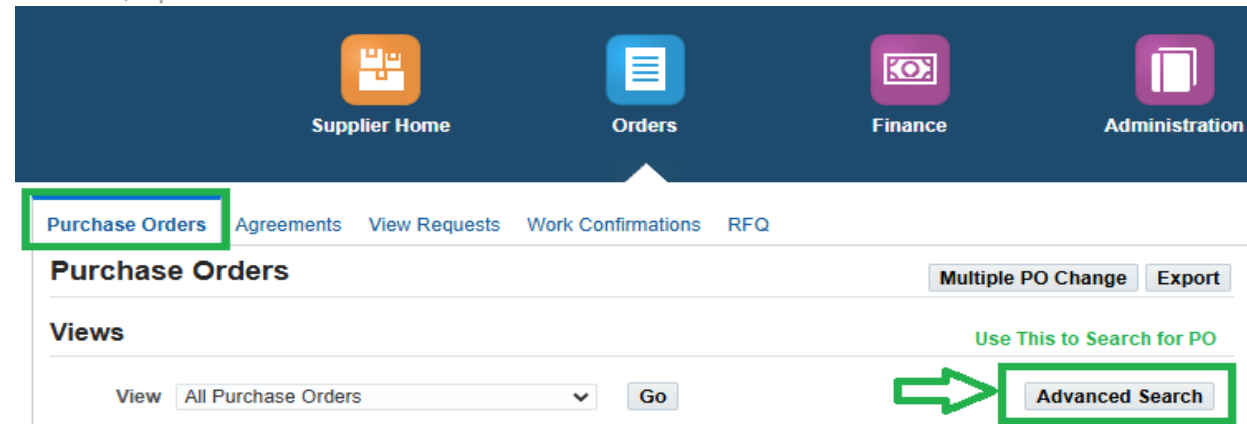 Supplier Home Orders Finance Administration
Purchase Orders Agreements View Requests Work Confirmations RFQ
Purchase Orders
Multiple PO Change Export
Views
Use This to Search for PO
View All Purchase Orders Go Advanced Search